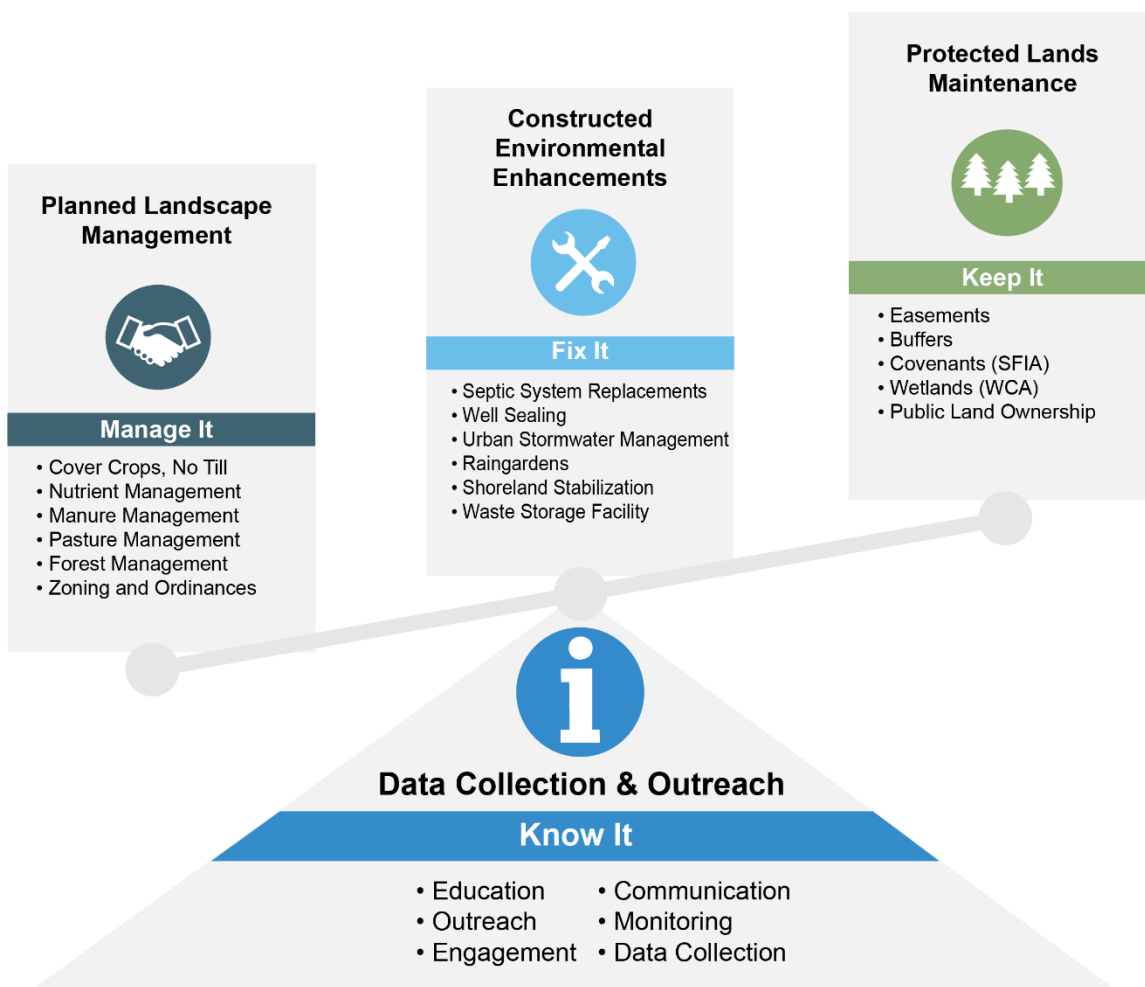 Planned Landscape
Management
Manage It
• Cover Crops, No Till
• Nutrient Management
• Manure Management
• Pasture Management
• Forest Management
• Zoning and Ordinances
Constructed
Environmental
Enhancements
Fix It
• Septic System Replacements
• Well Sealing
• Urban Stormwater Management
• Raingardens
• Shoreland Stabilization
• Waste Storage Facility
Protected Lands
Maintenance
Keep It
• Easements
• Buffers
• Covenants (SFIA)
• Wetlands (WCA)
• Public Land Ownership
i
Data Collection & Outreach
Know It
• Education
• Outreach
• Engagement
• Communication
• Monitoring
• Data Collection